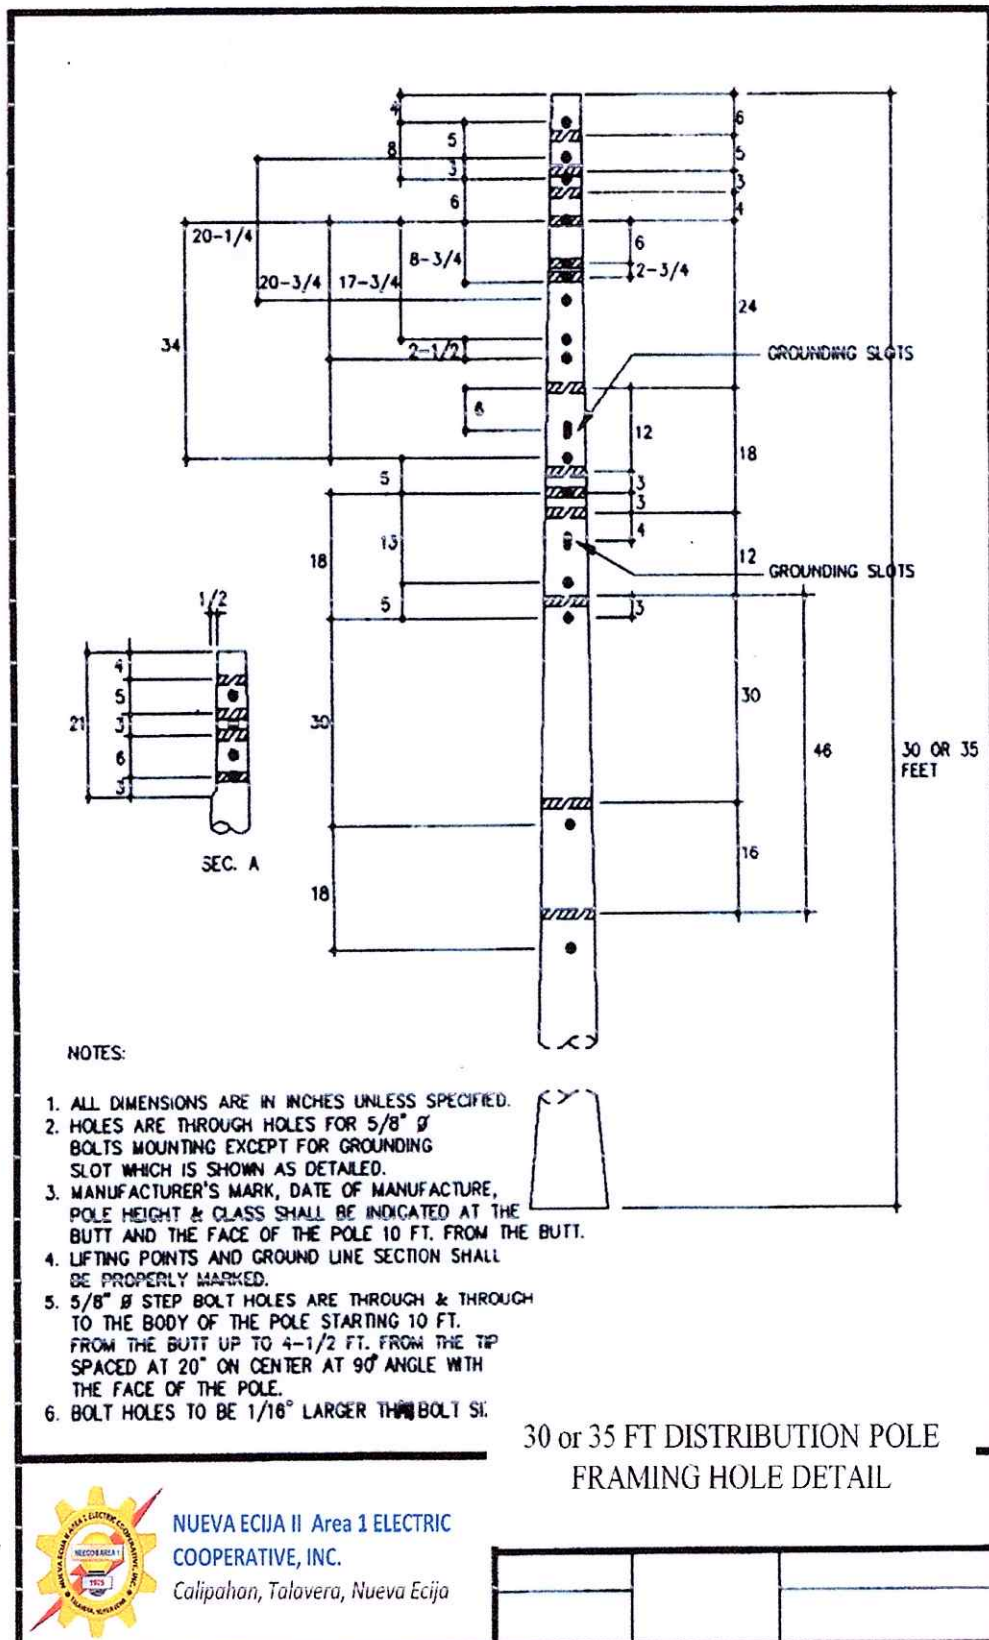 4
6
5
8
5
3
3
6
4
20-1/4
6
8-3/4
2-3/4
20-3/4
17-3/4
24
34
2-1/2
GROUNDING SLOTS
12
18
5
3
3
4
18
13
12
GROUNDING SLOTS
5
3
1/2
4
5
21
3
6
3
30
30
46
30 OR 35
FEET
16
SEC. A
18
NOTES:
1. ALL DIMENSIONS ARE IN INCHES UNLESS SPECIFIED.
2. HOLES ARE THROUGH HOLES FOR 5/8" Ø
BOLTS MOUNTING EXCEPT FOR GROUNDING
SLOT WHICH IS SHOWN AS DETAILED.
3. MANUFACTURER'S MARK, DATE OF MANUFACTURE,
POLE HEIGHT & CLASS SHALL BE INDICATED AT THE
BUTT AND THE FACE OF THE POLE 10 FT. FROM THE BUTT.
4. LIFTING POINTS AND GROUND LINE SECTION SHALL
BE PROPERLY MARKED.
5. 5/8" Ø STEP BOLT HOLES ARE THROUGH & THROUGH
TO THE BODY OF THE POLE STARTING 10 FT.
FROM THE BUTT UP TO 4-1/2 FT. FROM THE TIP
SPACED AT 20" ON CENTER AT 90° ANGLE WITH
THE FACE OF THE POLE.
6. BOLT HOLES TO BE 1/16" LARGER THAN BOLT
30 or 35 FT DISTRIBUTION POLE
FRAMING HOLE DETAIL
NUEVA ECIJA II Area 1 ELECTRIC
COOPERATIVE, INC.
Calipahan, Talavera, Nueva Ecija